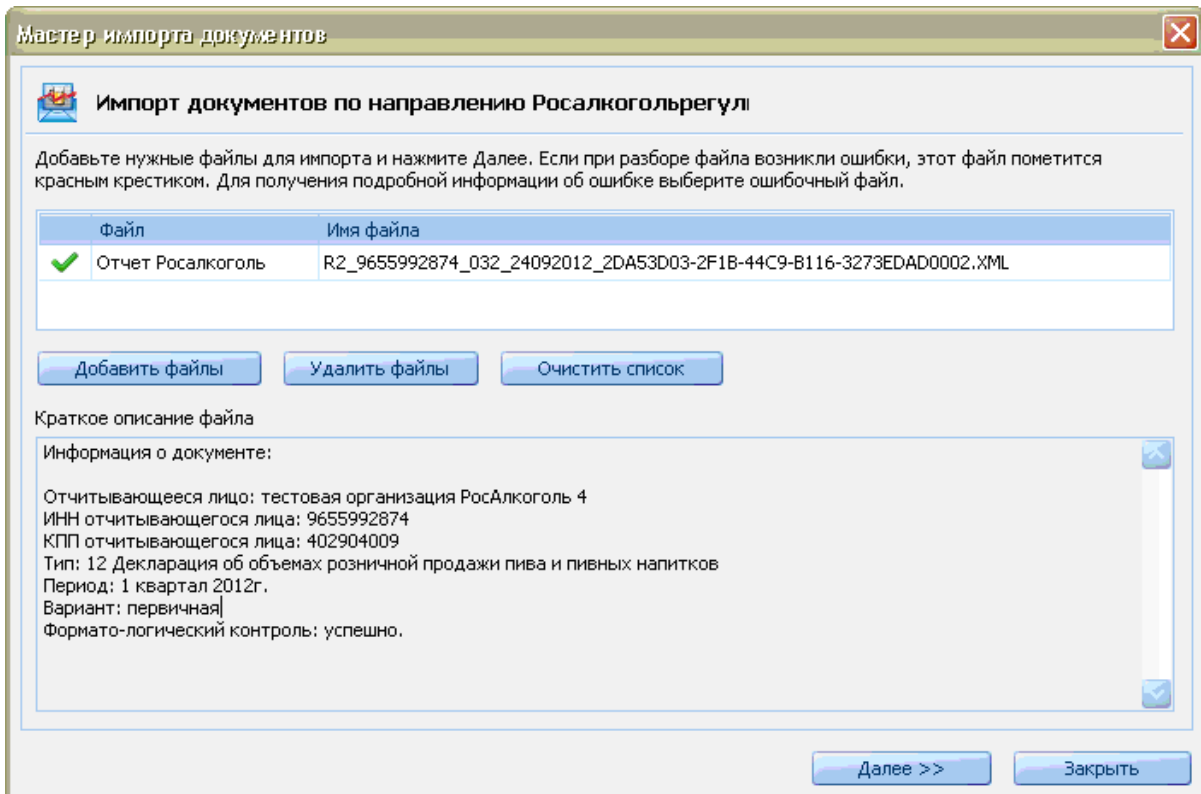 Мастер импорта документов
Импорт документов по направлению Росалкогольрегул
Добавьте нужные файлы для импорта и нажмите Далее. Если при разборе файла возникли ошибки, этот файл пометится
красным крестиком. Для получения подробной информации об ошибке выберите ошибочный файл.
Файл Имя файла
Отчет Росалкоголь R2_9655992874_032_24092012_2DA53D03-2F1B-44C9-B116-3273EDAD0002.XML
Добавить файлы Удалить файлы Очистить список
Краткое описание файла
Информация о документе:
Отчитывающееся лицо: тестовая организация РосАлкоголь 4
ИНН отчитывающегося лица: 9655992874
КПП отчитывающегося лица: 402904009
Тип: 12 Декларация об объемах розничной продажи пива и пивных напитков
Период: 1 квартал 2012г.
Вариант: первичная
Формато-логический контроль: успешно.
Далее >> Закрыть